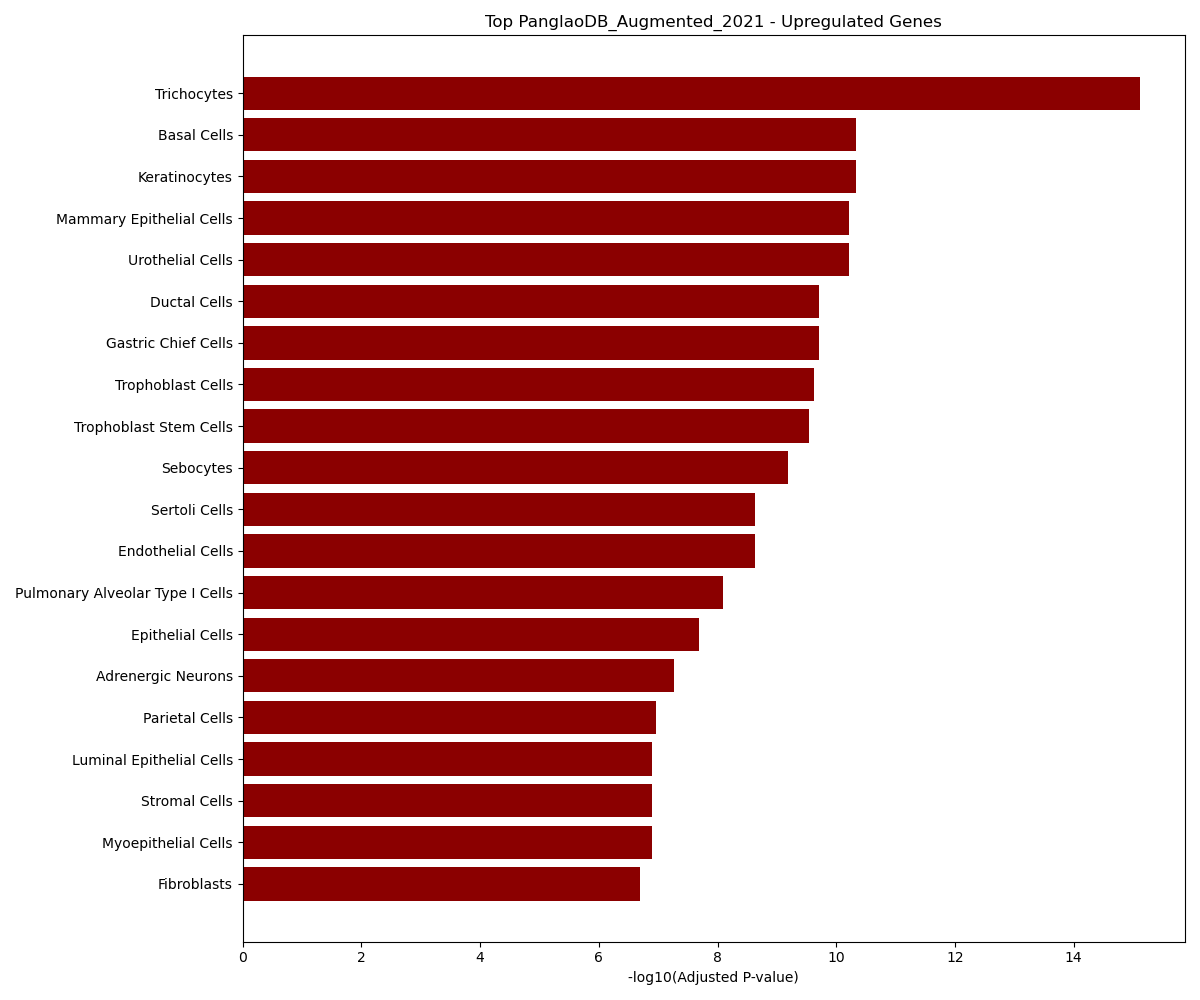 Top PanglaoDB_Augmented_2021 - Upregulated Genes
Trichocytes
Basal Cells
Keratinocytes
Mammary Epithelial Cells
Urothelial Cells
Ductal Cells
Gastric Chief Cells
Trophoblast Cells
Trophoblast Stem Cells
Sebocytes
Sertoli Cells
Endothelial Cells
Pulmonary Alveolar Type I Cells
Epithelial Cells
Adrenergic Neurons
Parietal Cells
Luminal Epithelial Cells
Stromal Cells
Myoepithelial Cells
Fibroblasts
0 2 4 6 8 10 12 14
-log10(Adjusted P-value)